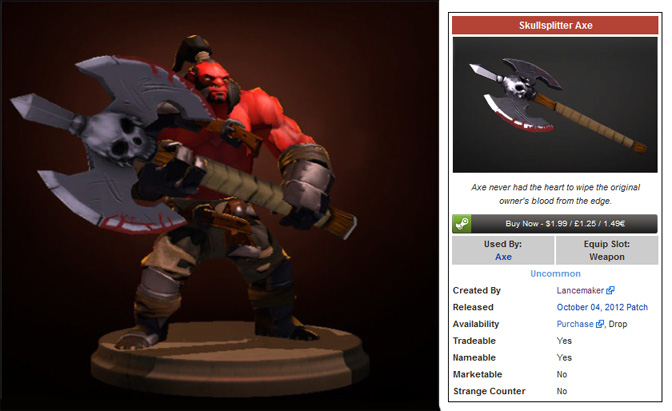 Skullsplitter Axe
Axe never had the heart to wipe the original
owner's blood from the edge.
Buy Now - $1.99 / £1.25 / 1.49€
Used By: Equip Slot:
Axe Weapon
Uncommon
Created By Lancemaker
Released October 04, 2012 Patch
Availability Purchase, Drop
Tradeable Yes
Nameable Yes
Marketable No
Strange Counter No